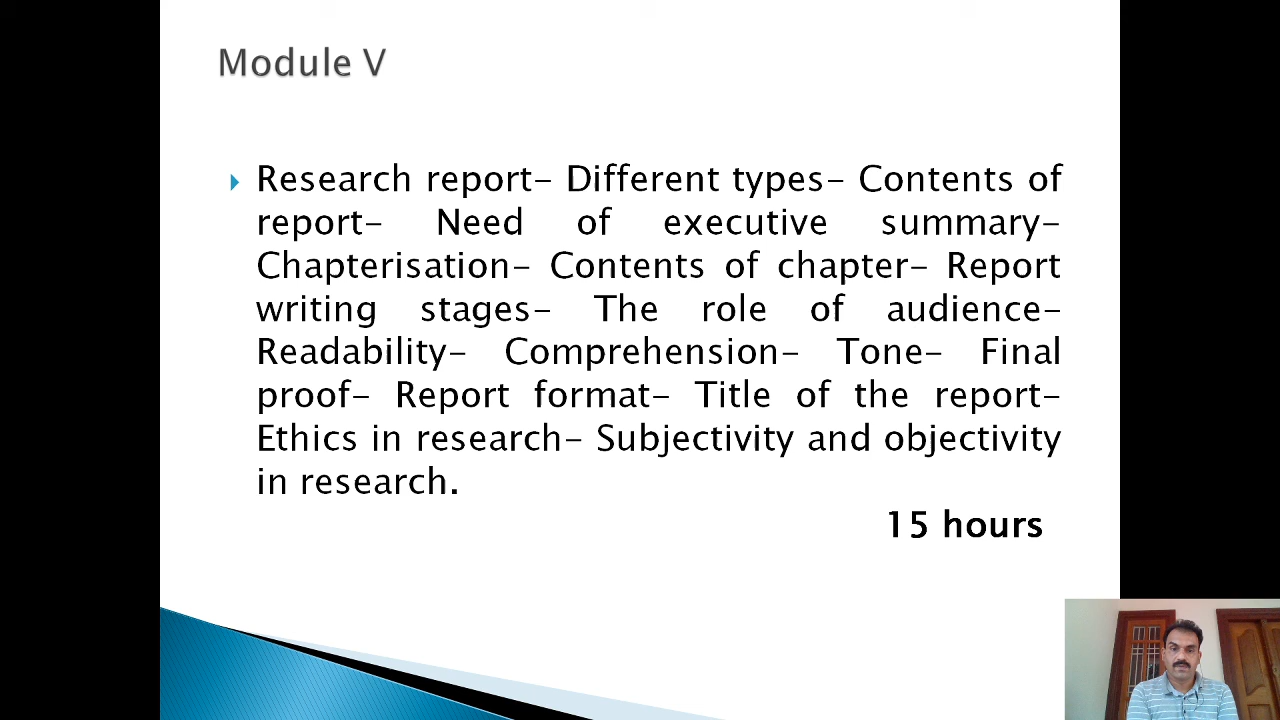 Module V
Research report- Different types- Contents of
report- Need of executive summary-
Chapterisation- Contents of chapter- Report
writing stages- The role of audience-
Readability- Comprehension- Tone- Final
proof- Report format- Title of the report-
Ethics in research- Subjectivity and objectivity
in research.
15 hours